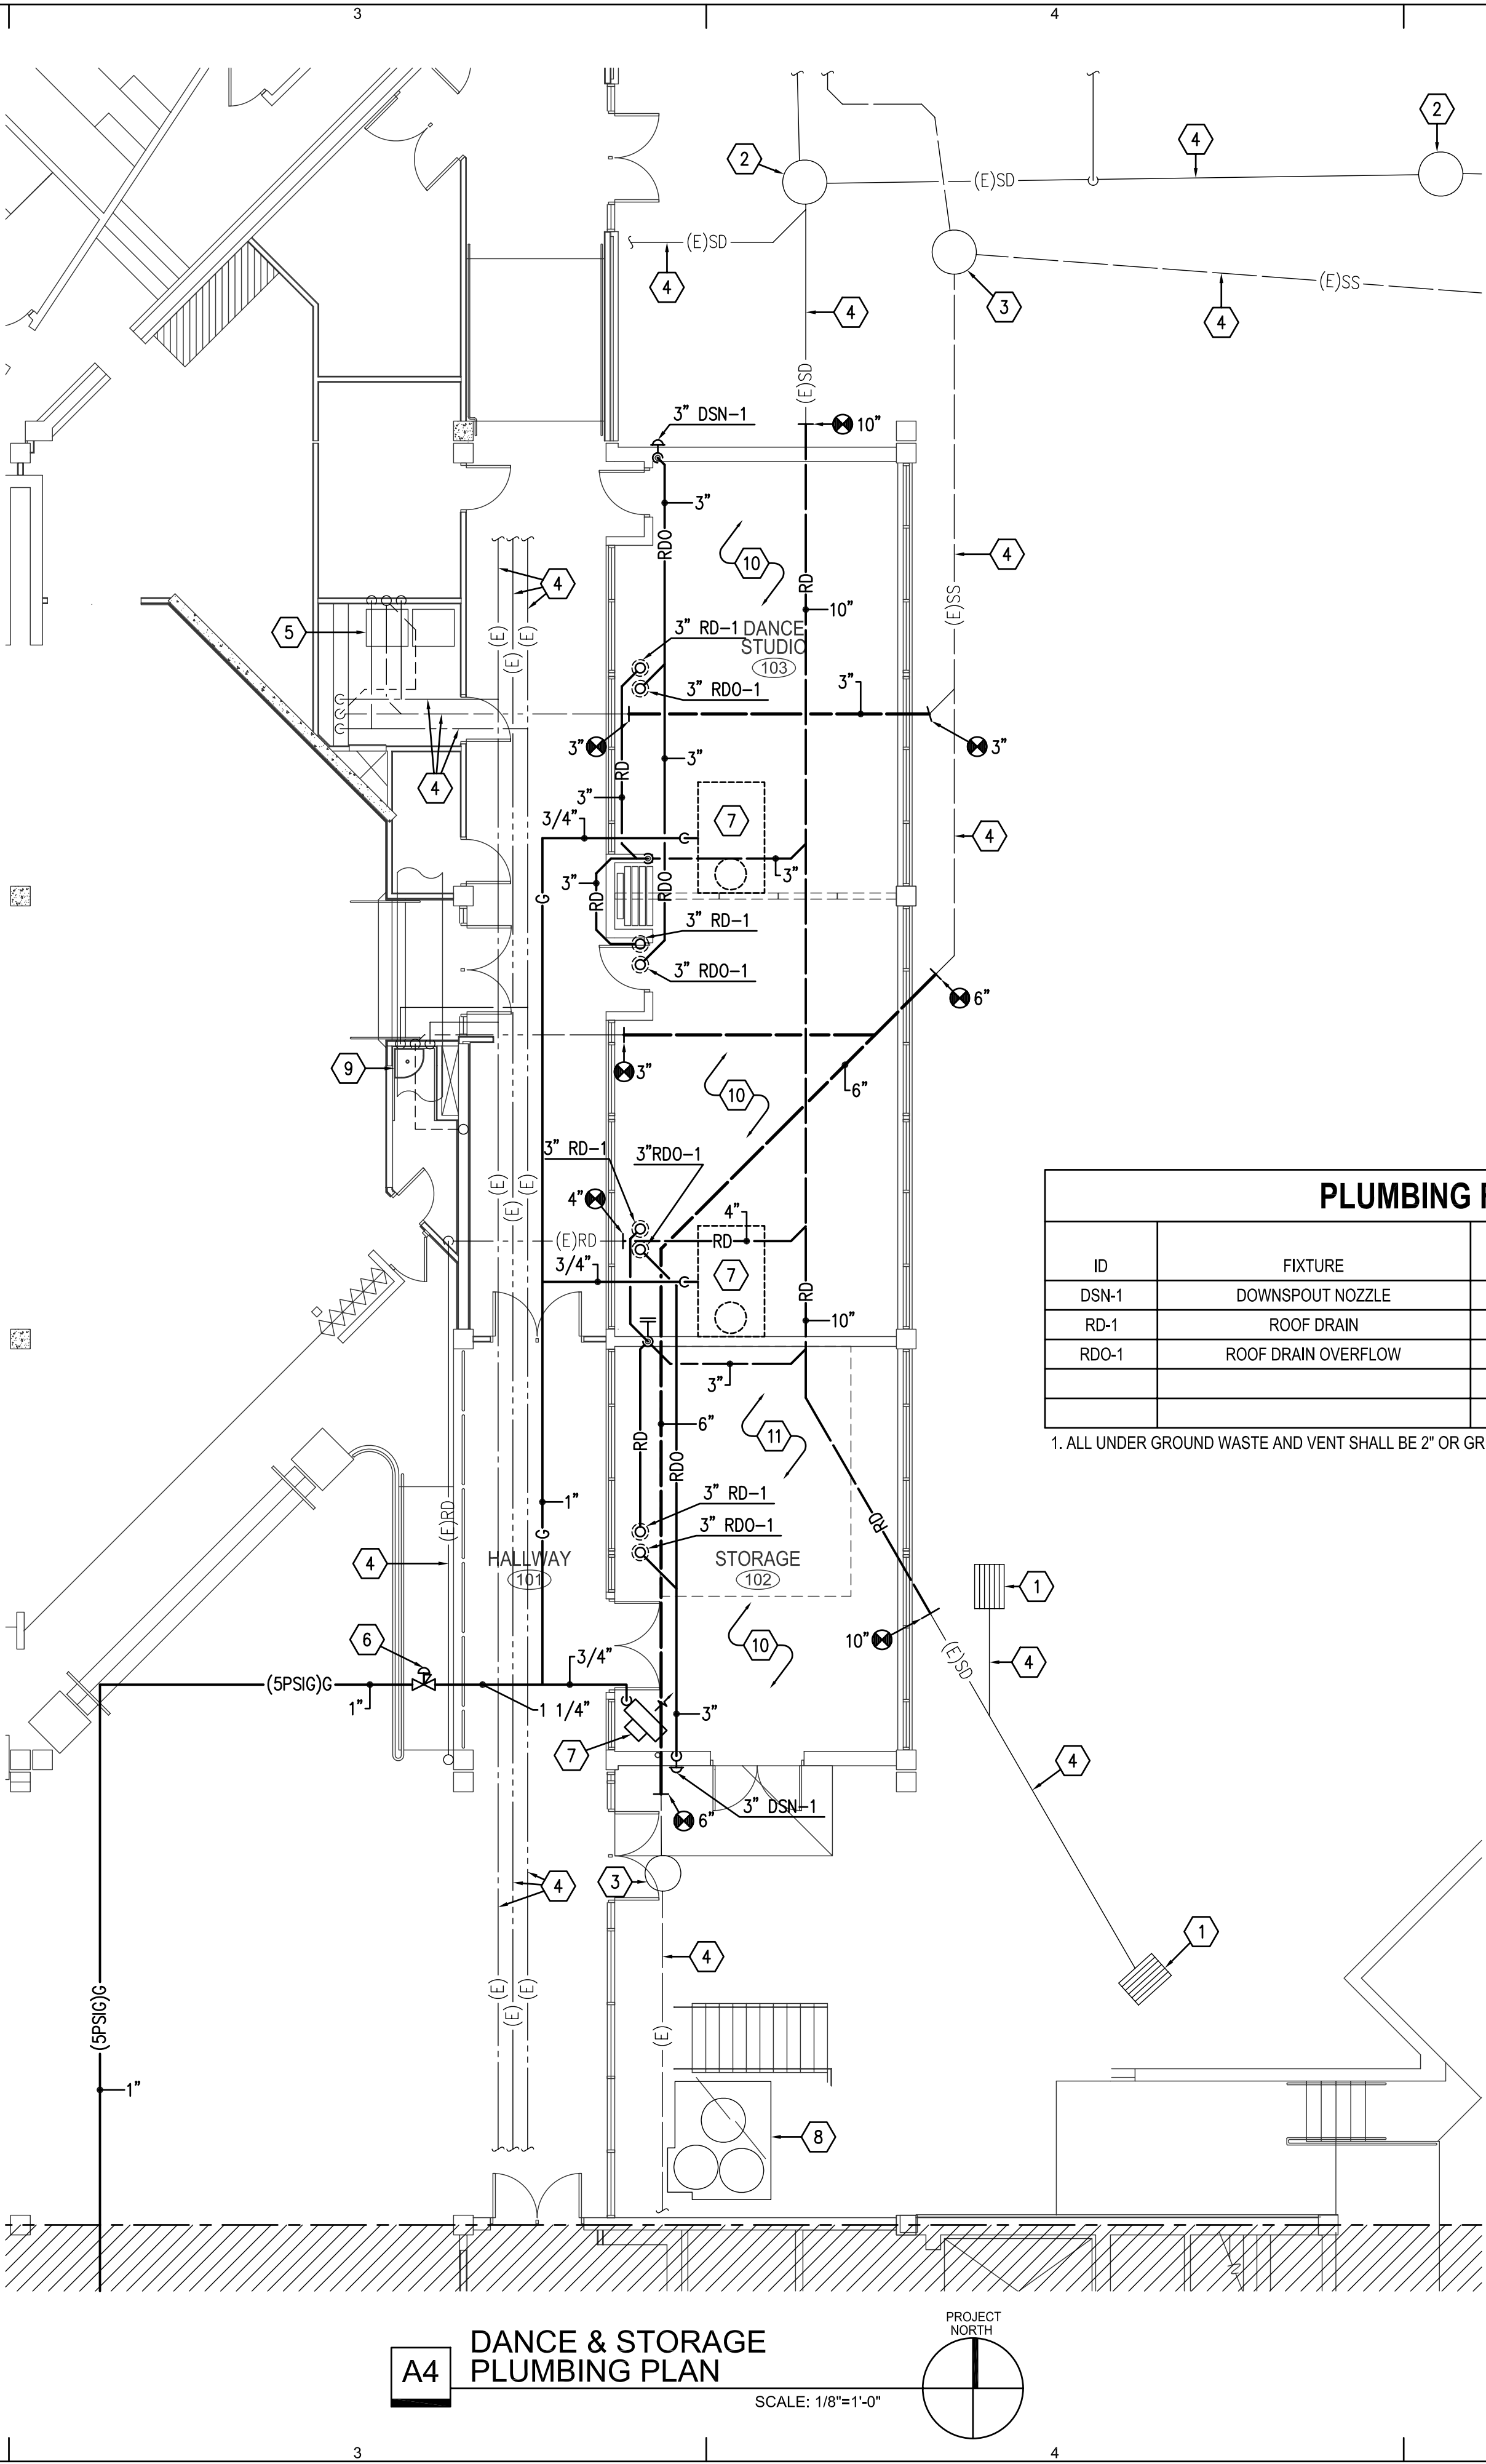 3
4
2
4
2
(E)SD
(E)SD
4
4
3
(E)SS
4
(E)SD
3" DSN-1
10"
3"
RDO
10
4
4
RD
10"
(E)SS
5
(E)
(E)
(E)
3" RD-1
DANCE
STUDIO
103
3" RDO-1
3"
3"
3"
4
RD
3"
3"
3/4"
7
4
3"
3"
RD
RDO
G
3" RD-1
3" RDO-1
6"
9
3"
10
6"
3" RD-1
3"RDO-1
(E)
(E)
(E)
4"
4"
(E)RD
RD
3/4"
7
RD
10"
3"
6"
11
RD
RDO
PLUMBING
ID
FIXTURE
DSN-1
DOWNSPOUT NOZZLE
RD-1
ROOF DRAIN
RDO-1
ROOF DRAIN OVERFLOW
1. ALL UNDER GROUND WASTE AND VENT SHALL BE 2" OR GR
1"
G
3" RD-1
3" RDO-1
RD
(E)RD
4
HALLWAY
101
STORAGE
102
1
6
10
10"
(E)SD
4
3/4"
(5PSIG)G
1"
1 1/4"
3"
7
4
3" DSN-1
6"
4
3
1
4
(E)
(E)
(E)
(E)
(5PSIG)G
1"
8
A4
DANCE & STORAGE
PLUMBING PLAN
SCALE: 1/8"=1'-0"
PROJECT
NORTH
3
4